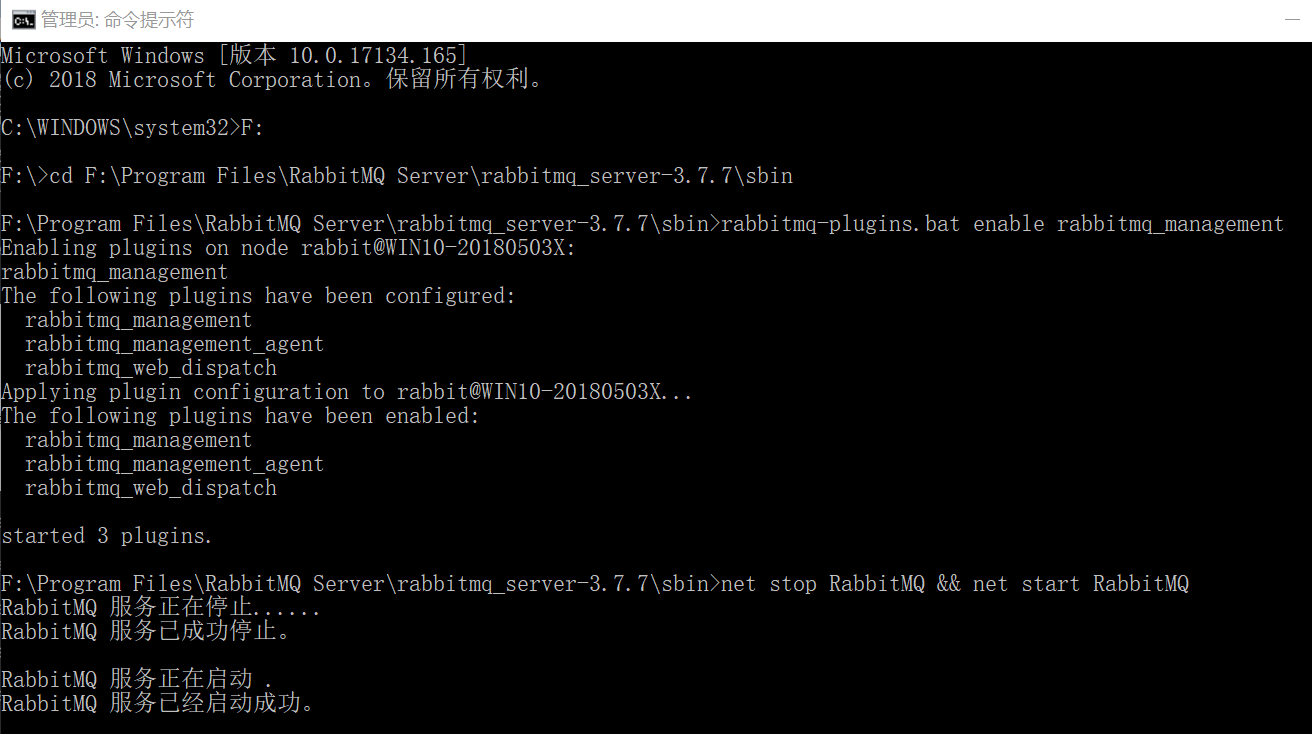 管理员: 命令提示符
Microsoft Windows [版本 10.0.17134.165]
(c) 2018 Microsoft Corporation。保留所有权利。
C:\WINDOWS\system32>F:
F:\>cd F:\Program Files\RabbitMQ Server\rabbitmq_server-3.7.7\sbin
F:\Program Files\RabbitMQ Server\rabbitmq_server-3.7.7\sbin>rabbitmq-plugins.bat enable rabbitmq_management
Enabling plugins on node rabbit@WIN10-20180503X:
rabbitmq_management
The following plugins have been configured:
  rabbitmq_management
  rabbitmq_management_agent
  rabbitmq_web_dispatch
Applying plugin configuration to rabbit@WIN10-20180503X...
The following plugins have been enabled:
  rabbitmq_management
  rabbitmq_management_agent
  rabbitmq_web_dispatch
started 3 plugins.
F:\Program Files\RabbitMQ Server\rabbitmq_server-3.7.7\sbin>net stop RabbitMQ && net start RabbitMQ
RabbitMQ 服务正在停止......
RabbitMQ 服务已成功停止。
RabbitMQ 服务正在启动 .
RabbitMQ 服务已经启动成功。